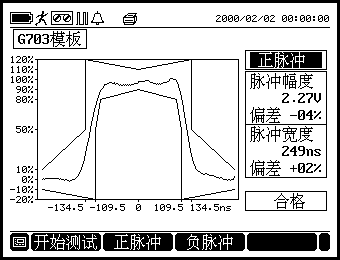 2000/02/02 00:00:00
G703模板
120%
110%
100%
90%
80%
50%
10%
0%
-10%
-20%
-134.5 -109.5 0 109.5 134.5ns
正脉冲
脉冲幅度
2.27V
偏差 -04%
脉冲宽度
249ns
偏差 +02%
合格
开始测试 正脉冲 负脉冲